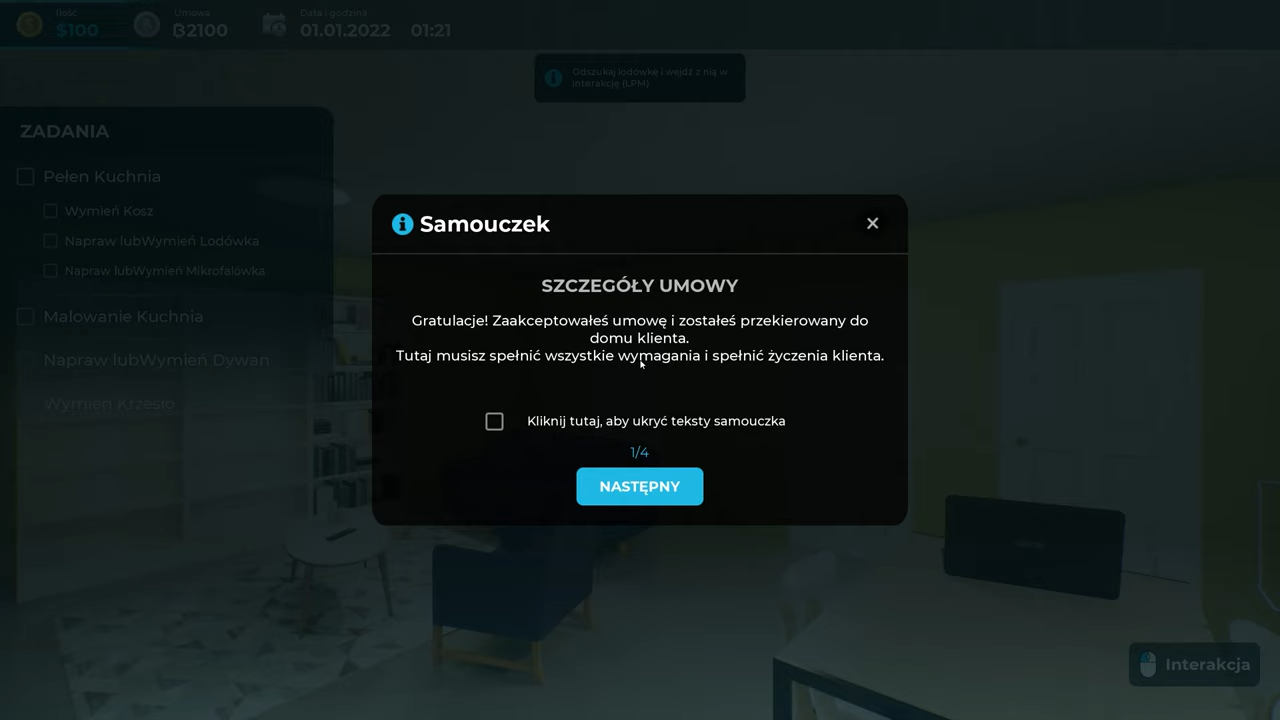 Ilość
$100
Umowa
₿2100
Data i godzina
01.01.2022 01:21
Odszukaj lodówkę i wejdź z nią w
interakcję (LPM)
ZADANIA
Pełen Kuchnia
Wymień Kosz
Napraw lubWymień Lodówka
Napraw lubWymień Mikrofalówka
Malowanie Kuchnia
Napraw lubWymień Dywan
Wymień Krzesło
Samouczek
SZCZEGÓŁY UMOWY
Gratulacje! Zaakceptowałeś umowę i zostałeś przekierowany do
domu klienta.
Tutaj musisz spełnić wszystkie wymagania i spełnić życzenia klienta.
Kliknij tutaj, aby ukryć teksty samouczka
1/4
NASTĘPNY
Interakcja